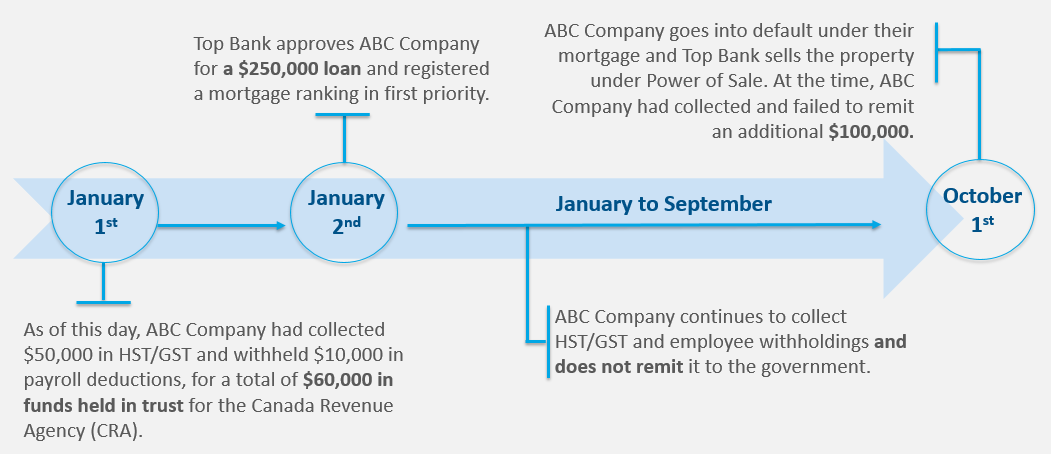 Top Bank approves ABC Company
for a $250,000 loan and registered
a mortgage ranking in first priority.
ABC Company goes into default under their
mortgage and Top Bank sells the property
under Power of Sale. At the time, ABC
Company had collected and failed to remit
an additional $100,000.
January
1st
January
2nd
January to September
October
1st
As of this day, ABC Company had collected
$50,000 in HST/GST and withheld $10,000 in
payroll deductions, for a total of $60,000 in
funds held in trust for the Canada Revenue
Agency (CRA).
ABC Company continues to collect
HST/GST and employee withholdings and
does not remit it to the government.